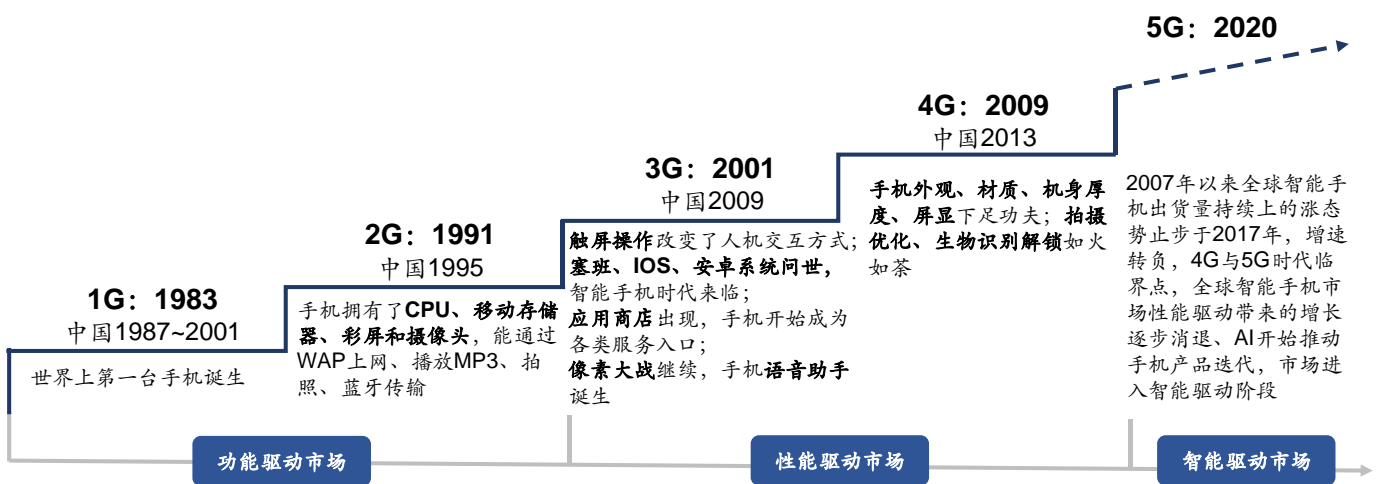 1G：1983
中国1987~2001
世界上第一台手机诞生
2G：1991
中国1995
手机拥有了CPU、移动存储
器、彩屏和摄像头，能通过
WAP上网、播放MP3、拍
照、蓝牙传输
3G：2001
中国2009
触屏操作改变了人机交互方式；
塞班、IOS、安卓系统问世，
智能手机时代来临；
应用商店出现，手机开始成为
各类服务入口；
像素大战继续，手机语音助手
诞生
4G：2009
中国2013
手机外观、材质、机身厚
度、屏显下足功夫；拍摄
优化、生物识别解锁如火
如荼
5G：2020
2007年以来全球智能手
机出货量持续上的涨态
势止步于2017年，增速
转负，4G与5G时代临
界点，全球智能手机市
场性能驱动带来的增长
逐步消退、AI开始推动
手机产品迭代，市场进
入智能驱动阶段
功能驱动市场
性能驱动市场
智能驱动市场